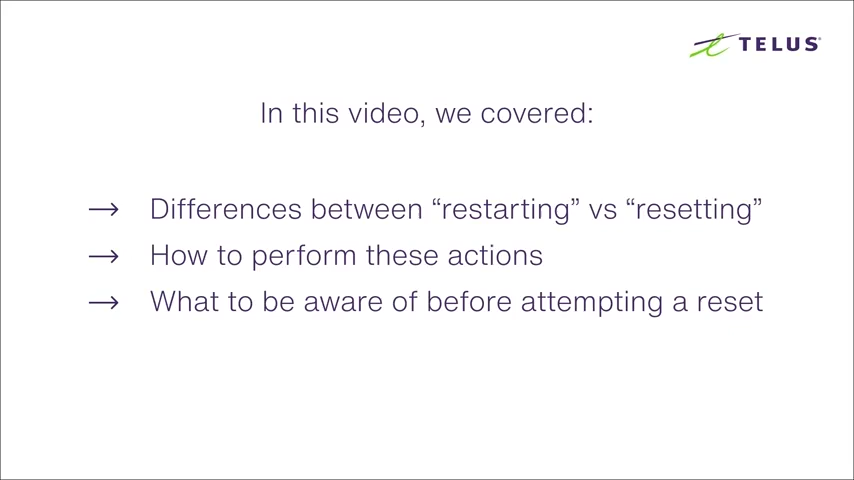 TELUS
In this video, we covered:
→ Differences between “restarting” vs “resetting”
→ How to perform these actions
→ What to be aware of before attempting a reset